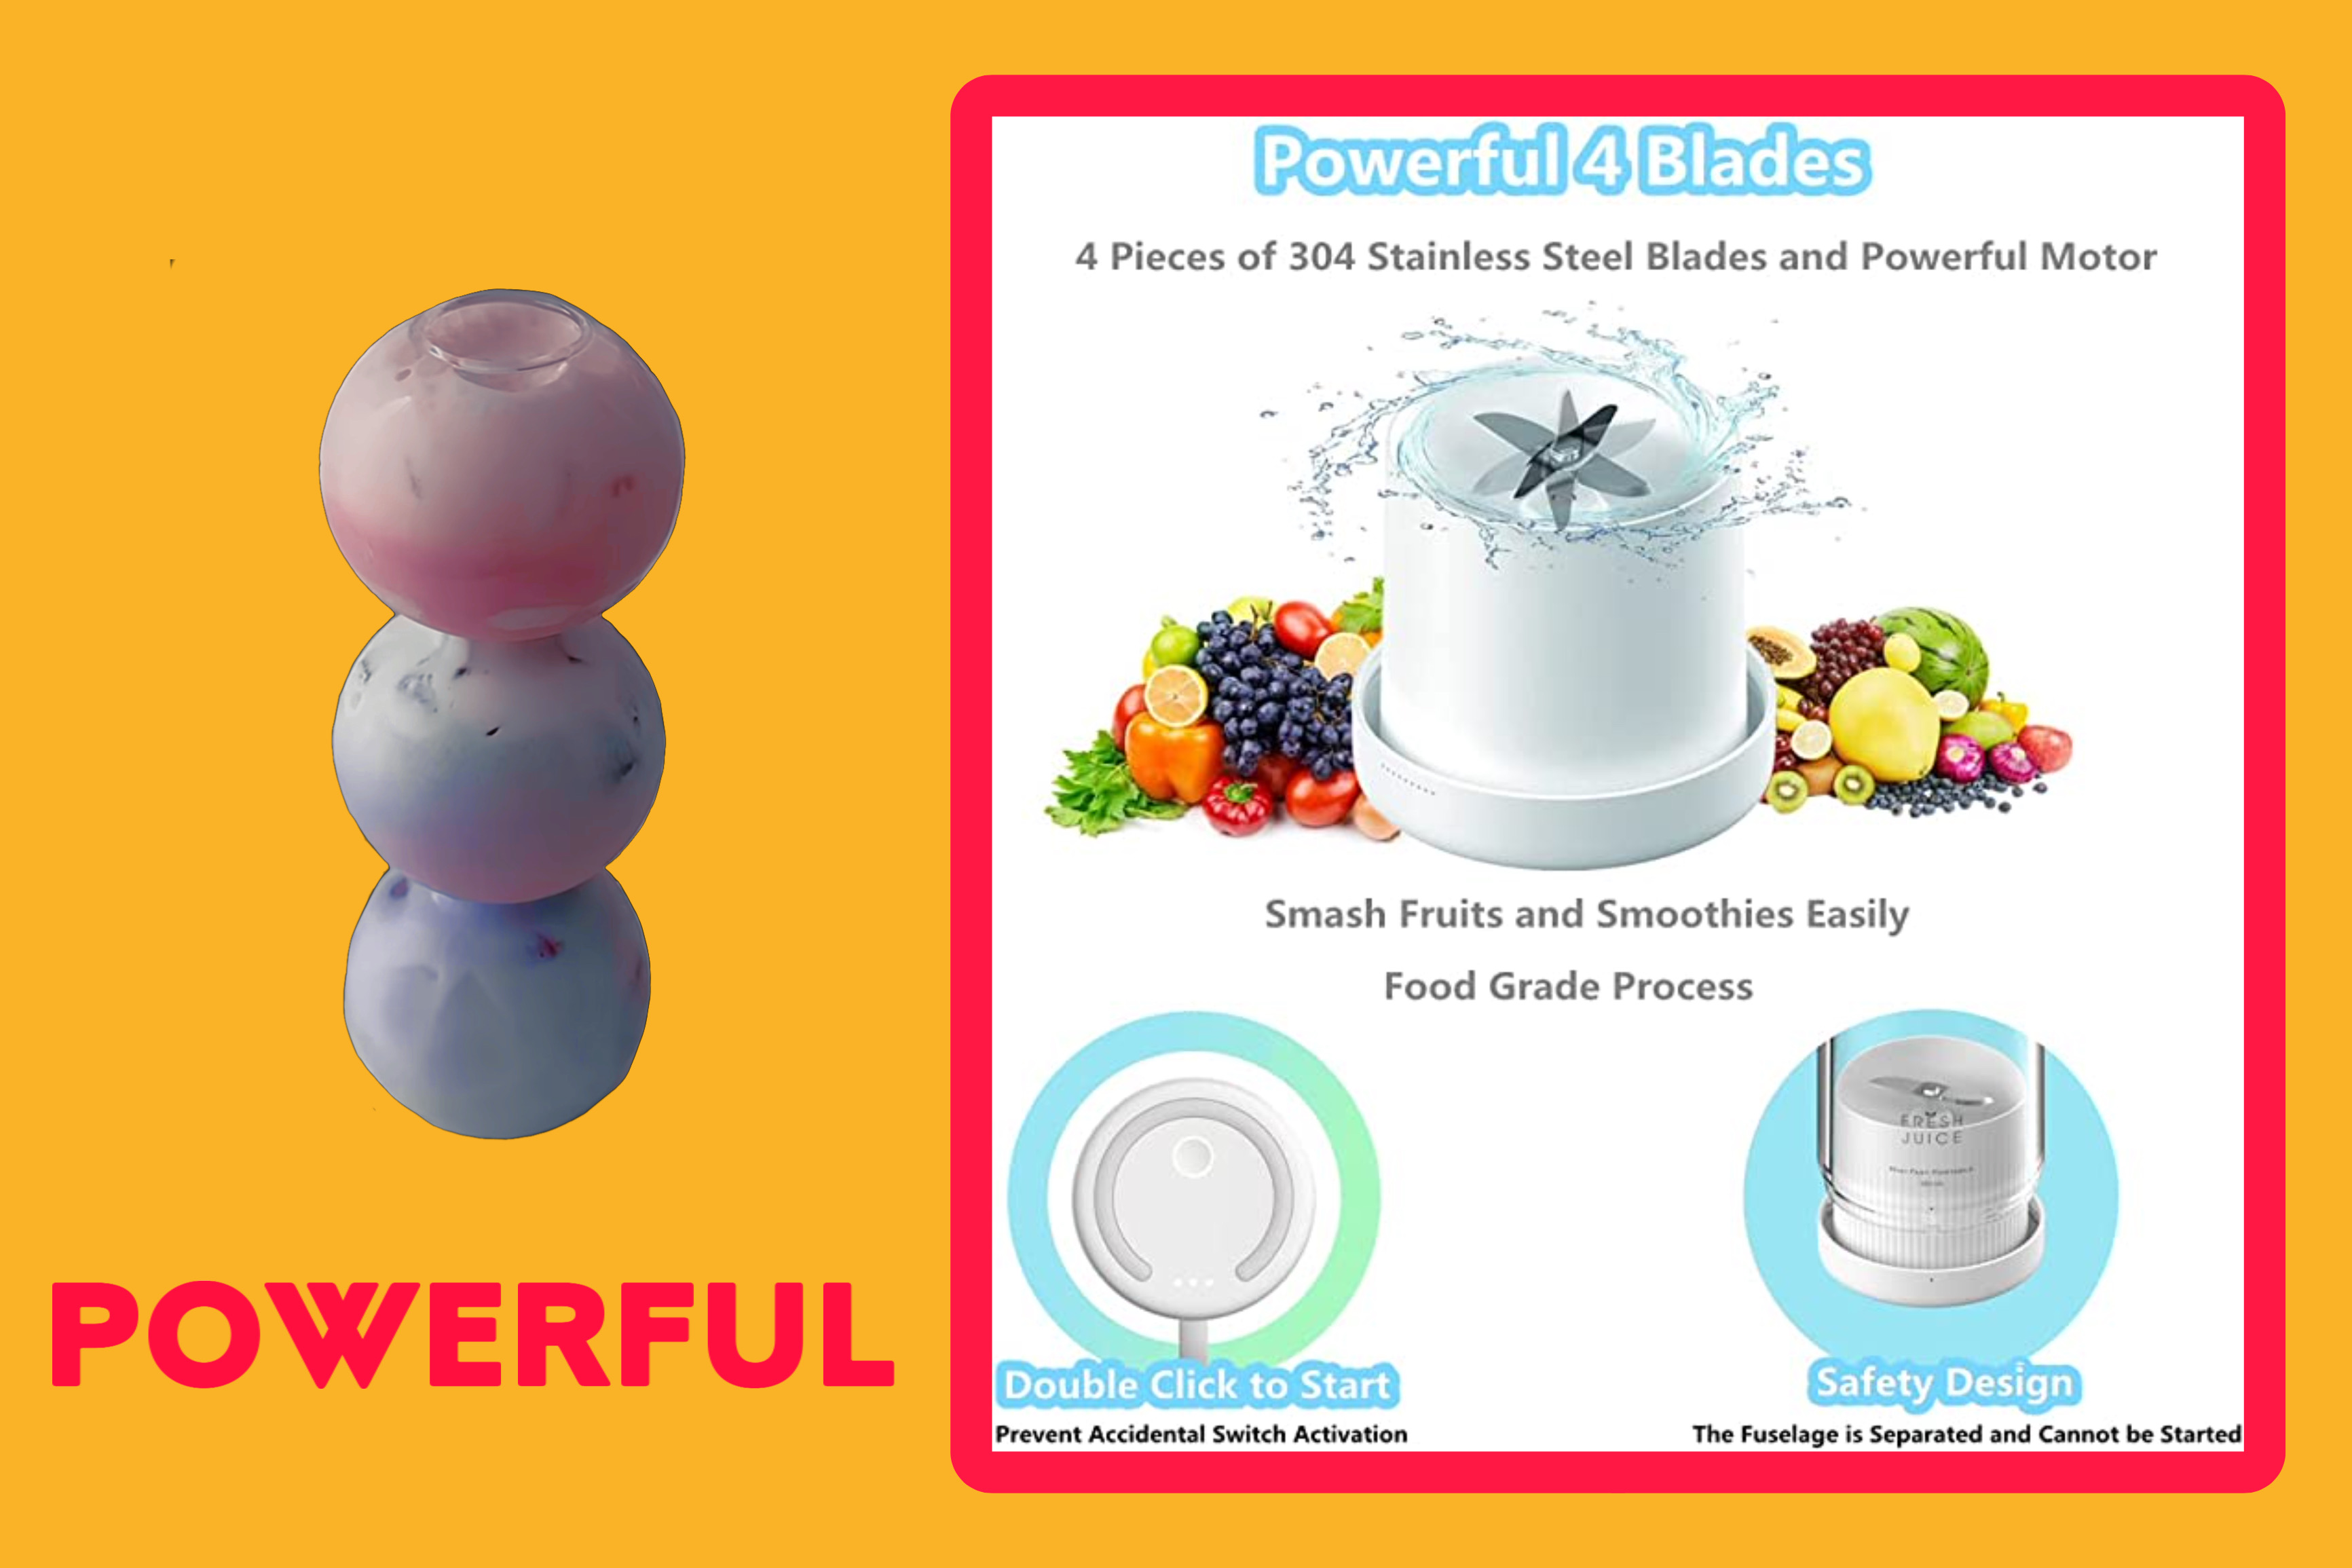 POWERFUL
Powerful 4 Blades
4 Pieces of 304 Stainless Steel Blades and Powerful Motor
Smash Fruits and Smoothies Easily
Food Grade Process
FRESH
JUICE
Double Click to Start
Prevent Accidental Switch Activation
Safety Design
The Fuselage is Separated and Cannot be Started